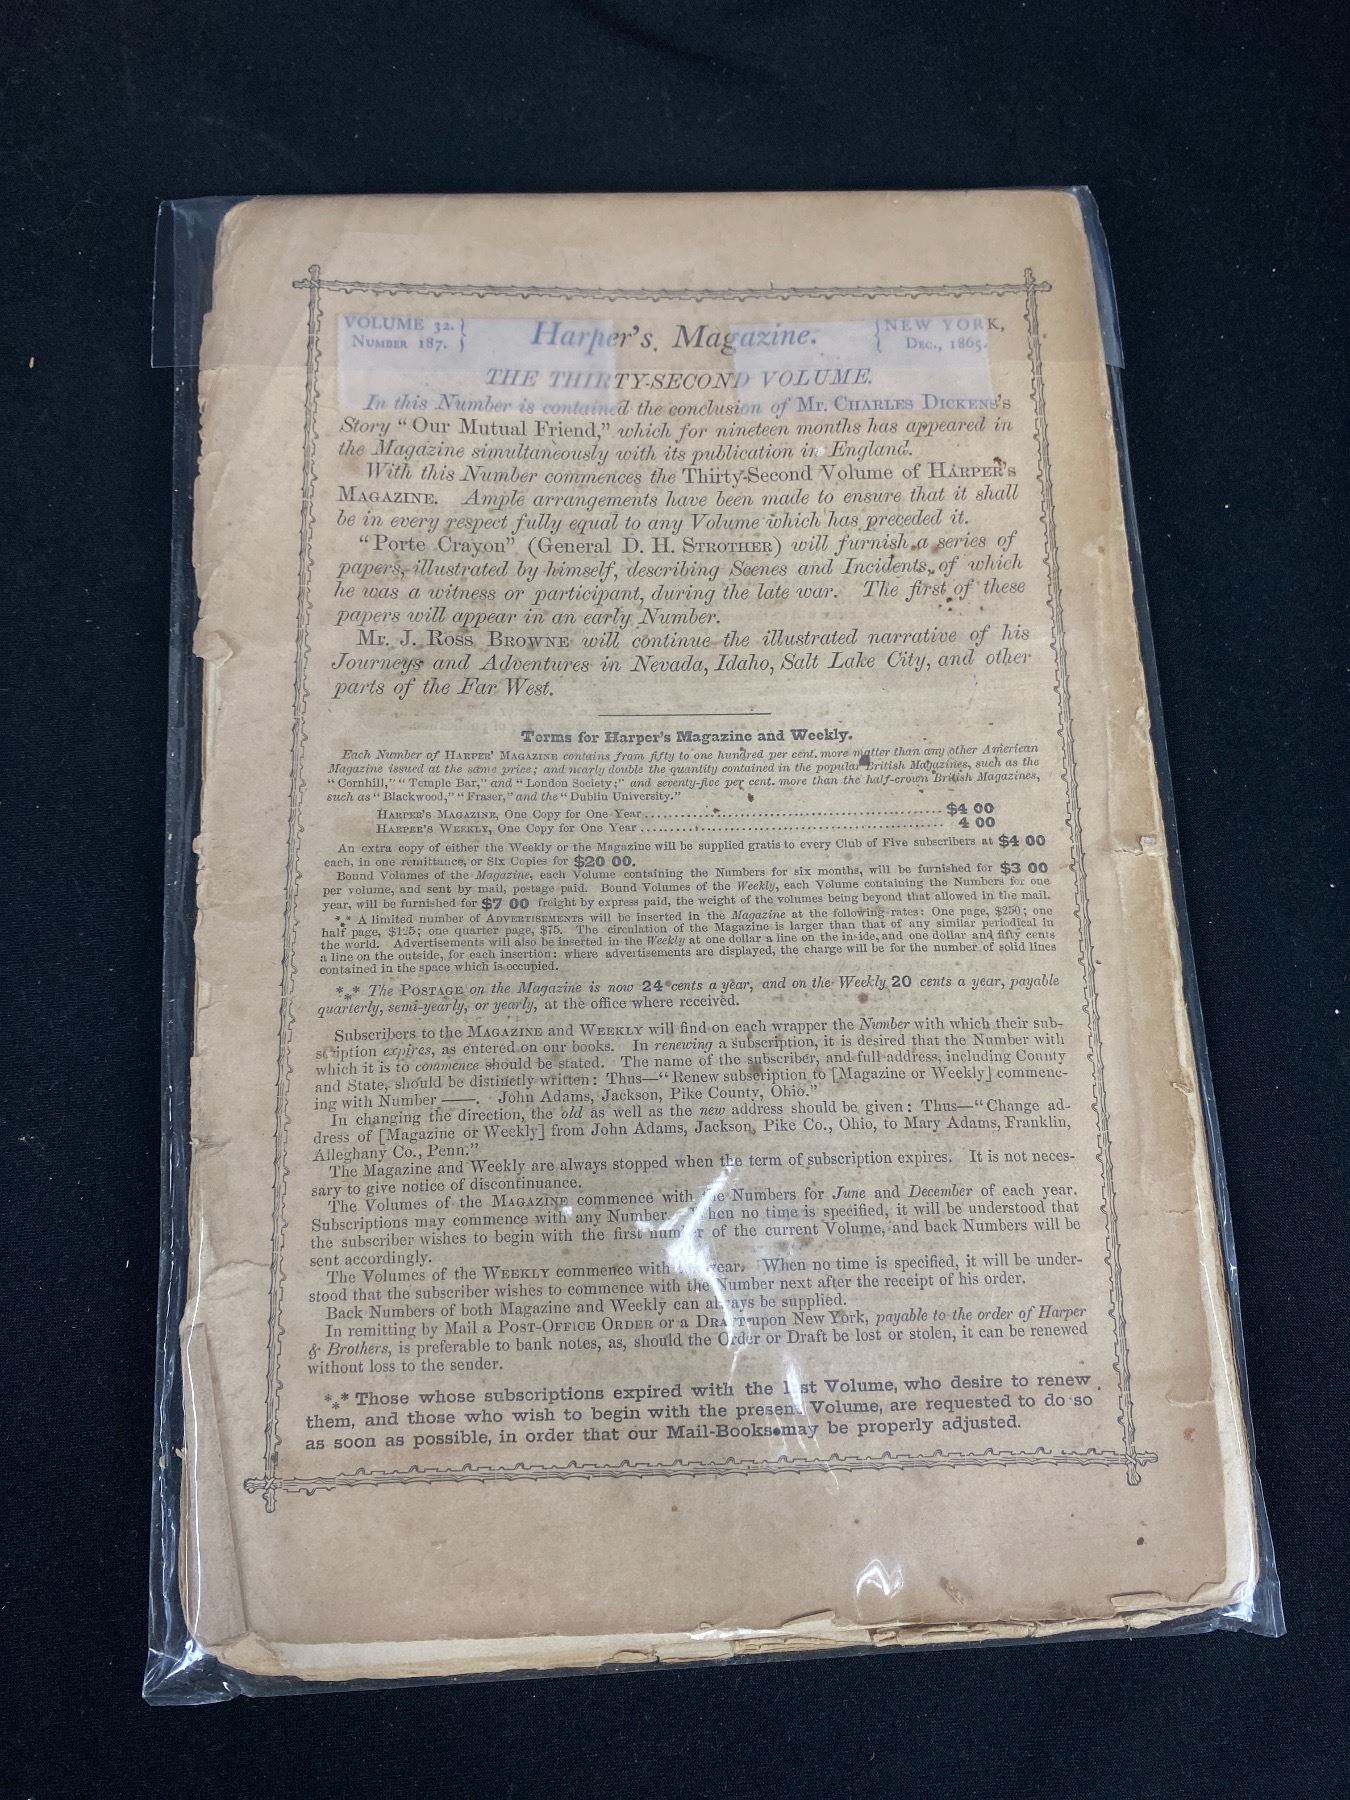 VOLUME 32. NUMBER 187. Harper's Magazine. NEW YORK, DEC., 1865.
THE THIRTY-SECOND VOLUME.
In this Number is contained the conclusion of MR. CHARLES DICKENS'S
Story "Our Mutual Friend," which for nineteen months has appeared in
the Magazine simultaneously with its publication in England.
With this Number commences the Thirty-Second Volume of HARPER'S
MAGAZINE. Ample arrangements have been made to ensure that it shall
be in every respect fully equal to any Volume which has preceded it.
"Porte Crayon" (General D. H. STROTHER) will furnish a series of
papers, illustrated by himself, describing Scenes and Incidents, of which
he was a witness or participant, during the late war. The first of these
papers will appear in an early Number.
Mr. J. ROSS BROWNE will continue the illustrated narrative of his
Journeys and Adventures in Nevada, Idaho, Salt Lake City, and other
parts of the Far West.
Terms for Harper's Magazine and Weekly.
Each Number of HARPER' MAGAZINE contains from fifty to one hundred per cent. more matter than any other American
Magazine issued at the same price; and nearly double the quantity contained in the popular British Magazines, such as the
"Cornhill," "Temple Bar," and "London Society;" and seventy-five per cent. more than the half-crown British Magazines,
such as "Blackwood," "Fraser," and the "Dublin University."
HARPER'S MAGAZINE, One Copy for One Year.......... $4 00
HARPER'S WEEKLY, One Copy for One Year.......... 4 00
An extra copy of either the Weekly or the Magazine will be supplied gratis to every Club of Five subscribers at $4 00
each, in one remittance, or Six Copies for $20 00.
Bound Volumes of the Magazine, each Volume containing the Numbers for six months, will be furnished for $3 00
per volume, and sent by mail, postage paid. Bound Volumes of the Weekly, each Volume containing the Numbers for one
year, will be furnished for $7 00 freight by express paid, the weight of the volumes being beyond that allowed in the mail.
*** A limited number of ADVERTISEMENTS will be inserted in the Magazine at the following rates: One page, $250; one
half page, $125; one quarter page, $75. The circulation of the Magazine is larger than that of any similar periodical in
the world. Advertisements will also be inserted in the Weekly at one dollar a line on the inside, and one dollar and fifty cents
a line on the outside, for each insertion: where advertisements are displayed, the charge will be for the number of solid lines
contained in the space which is occupied.
*** The POSTAGE on the Magazine is now 24 cents a year, and on the Weekly 20 cents a year, payable
quarterly, semi-yearly, or yearly, at the office where received.
Subscribers to the MAGAZINE and WEEKLY will find on each wrapper the Number with which their sub-
scription expires, as entered on our books. In renewing a subscription, it is desired that the Number with
which it is to commence should be stated. The name of the subscriber, and full address, including County
and State, should be distinctly written: Thus—"Renew subscription to [Magazine or Weekly] commenc-
ing with Number ——. John Adams, Jackson, Pike County, Ohio."
In changing the direction, the old as well as the new address should be given: Thus—"Change ad-
dress of [Magazine or Weekly] from John Adams, Jackson, Pike Co., Ohio, to Mary Adams, Franklin,
Alleghany Co., Penn."
The Magazine and Weekly are always stopped when the term of subscription expires. It is not neces-
sary to give notice of discontinuance.
The Volumes of the MAGAZINE commence with the Numbers for June and December of each year.
Subscriptions may commence with any Number. When no time is specified, it will be understood that
the subscriber wishes to begin with the first number of the current Volume, and back Numbers will be
sent accordingly.
The Volumes of the WEEKLY commence with year. When no time is specified, it will be under-
stood that the subscriber wishes to commence with the Number next after the receipt of his order.
Back Numbers of both Magazine and Weekly can always be supplied.
In remitting by Mail a POST-OFFICE ORDER or a DRAFT upon New York, payable to the order of Harper
& Brothers, is preferable to bank notes, as, should the Order or Draft be lost or stolen, it can be renewed
without loss to the sender.
*** Those whose subscriptions expired with the last Volume, who desire to renew
them, and those who wish to begin with the present Volume, are requested to do so
as soon as possible, in order that our Mail-Books may be properly adjusted.